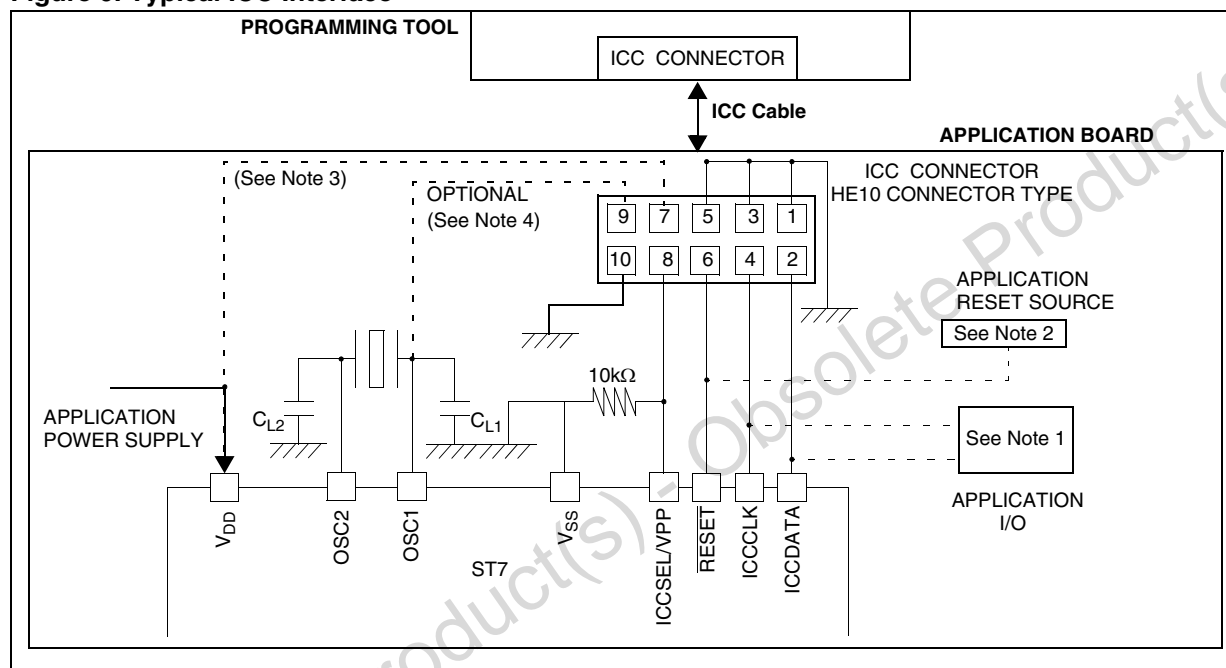 Figure 6. Typical ICC Interface
PROGRAMMING TOOL
ICC CONNECTOR
ICC Cable
APPLICATION BOARD
(See Note 3)
OPTIONAL
(See Note 4)
ICC CONNECTOR
HE10 CONNECTOR TYPE
9 7 5 3 1
10 8 6 4 2
APPLICATION
RESET SOURCE
See Note 2
10kΩ
APPLICATION
POWER SUPPLY
CL2
CL1
See Note 1
APPLICATION
I/O
VDD
OSC2
OSC1
VSS
ICCSEL/VPP
RESET
ICCCLK
ICCDATA
ST7
Product(s) - Obsolete Product(s